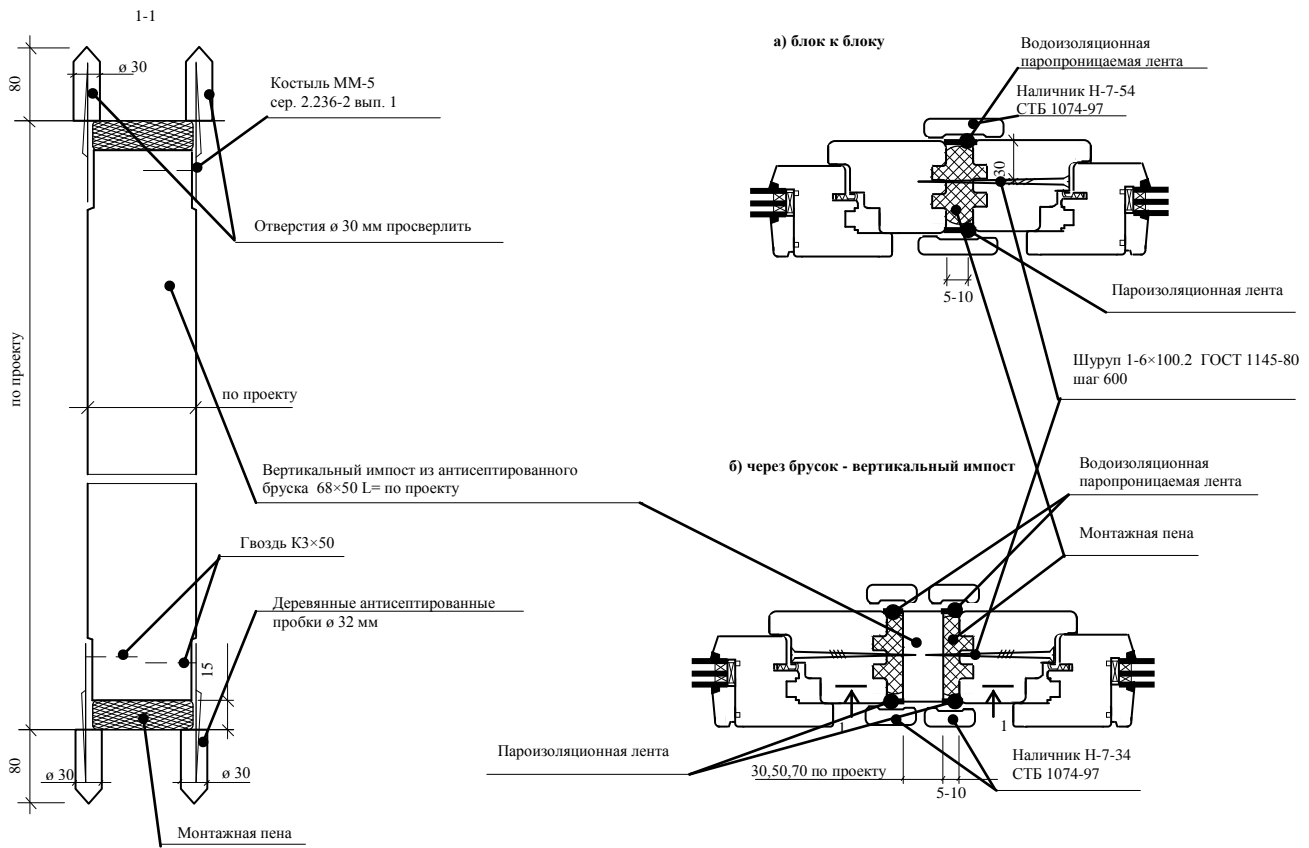 1-1
80
ø 30
Костыль ММ-5
сер. 2.236-2 вып. 1
Отверстия ø 30 мм просверлить
по проекту
по проекту
Вертикальный импост из антисептированного
бруска 68×50 L= по проекту
Гвоздь К3×50
Деревянные антисептированные
пробки ø 32 мм
15
80
ø 30
ø 30
Монтажная пена
а) блок к блоку
Водоизоляционная
паропроницаемая лента
Наличник Н-7-54
СТБ 1074-97
30
5-10
Пароизоляционная лента
Шуруп 1-6×100.2 ГОСТ 1145-80
шаг 600
б) через брусок - вертикальный импост
Водоизоляционная
паропроницаемая лента
Монтажная пена
1
1
Пароизоляционная лента
30,50,70 по проекту
5-10
Наличник Н-7-34
СТБ 1074-97